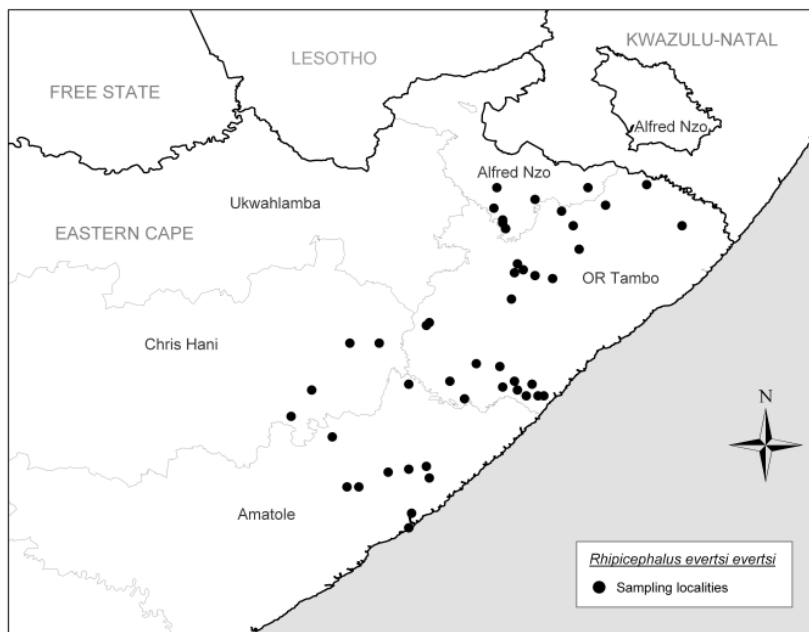 KWAZULU-NATAL
LESOTHO
FREE STATE
Alfred Nzo
Alfred Nzo
Ukwahlamba
EASTERN CAPE
OR Tambo
Chris Hani
N
Amatole
Rhipicephalus evertsi evertsi
Sampling localities